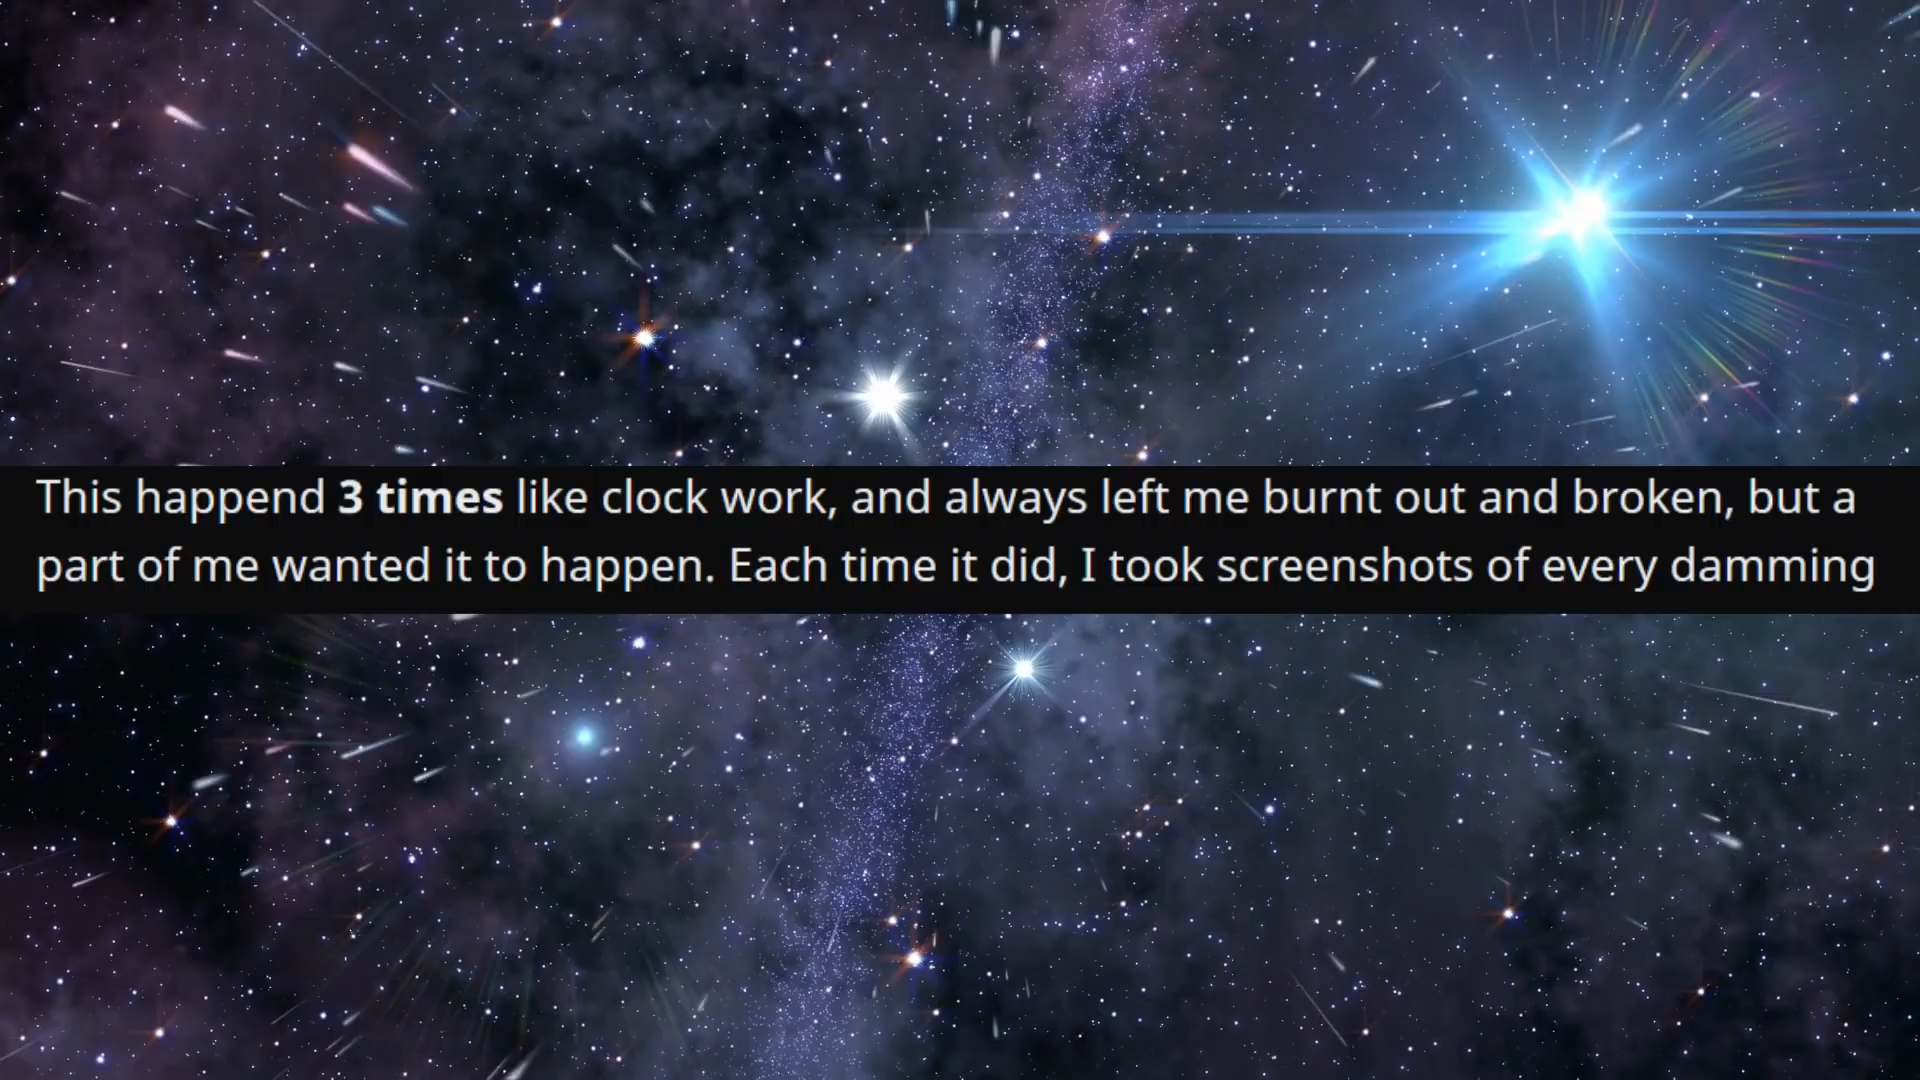 This happend 3 times like clock work, and always left me burnt out and broken, but a
part of me wanted it to happen. Each time it did, I took screenshots of every damming